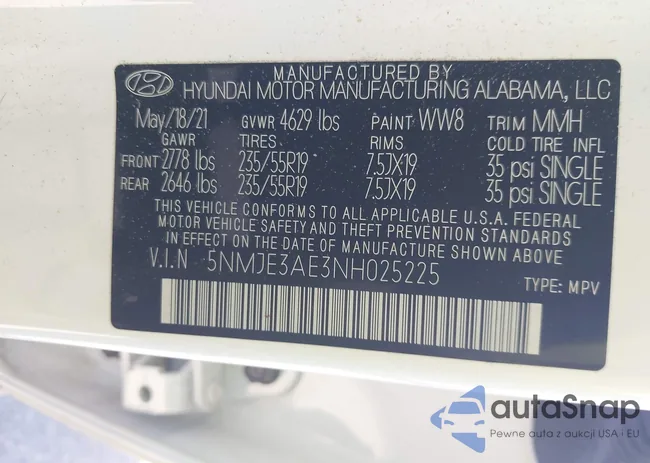 MANUFACTURED BY
HYUNDAI MOTOR MANUFACTURING ALABAMA, LLC
May/18/21 GVWR 4629 lbs PAINT WW8 TRIM MMH
GAWR TIRES RIMS COLD TIRE INFL
FRONT 2778 lbs 235/55R19 7.5JX19 35 psi SINGLE
REAR 2646 lbs 235/55R19 7.5JX19 35 psi SINGLE
THIS VEHICLE CONFORMS TO ALL APPLICABLE U.S.A. FEDERAL
MOTOR VEHICLE SAFETY AND THEFT PREVENTION STANDARDS
IN EFFECT ON THE DATE OF MANUFACTURE SHOWN ABOVE.
V.I.N 5NMJE3AE3NH025225
TYPE: MPV
autaSnap
Pewne auta z aukcji USA i EU